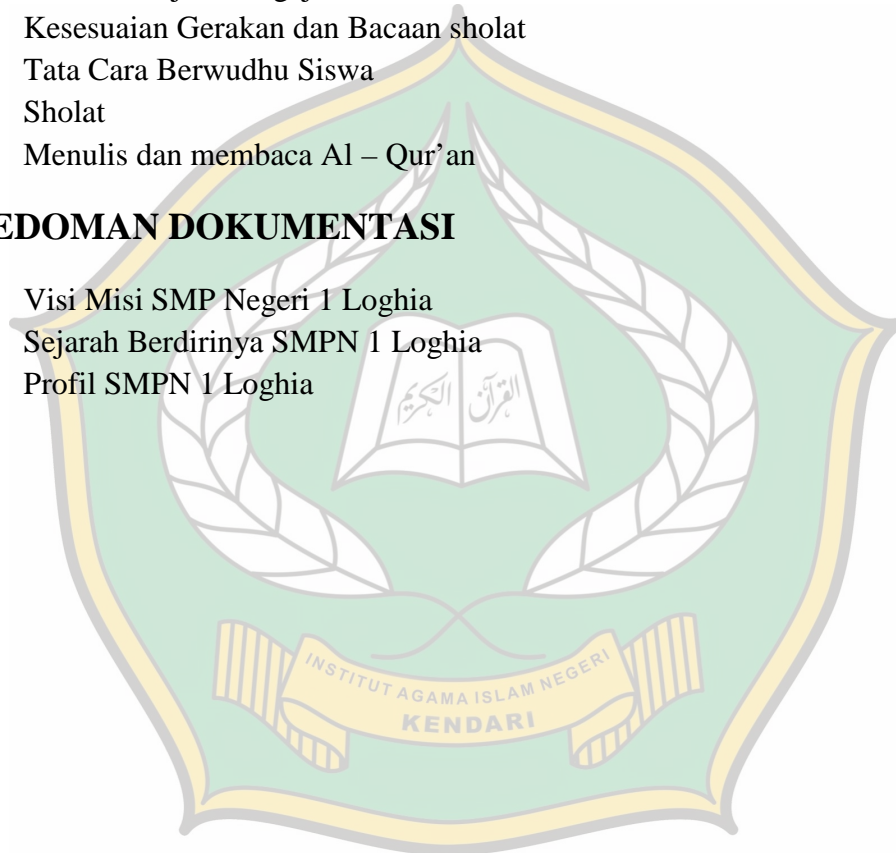 Kesesuaian Gerakan dan Bacaan sholat
Tata Cara Berwudhu Siswa
Sholat
Menulis dan membaca Al – Qur’an
EDOMAN DOKUMENTASI
Visi Misi SMP Negeri 1 Loghia
Sejarah Berdirinya SMPN 1 Loghia
Profil SMPN 1 Loghia
القرآن الكريم
INSTITUT AGAMA ISLAM NEGERI
KENDARI